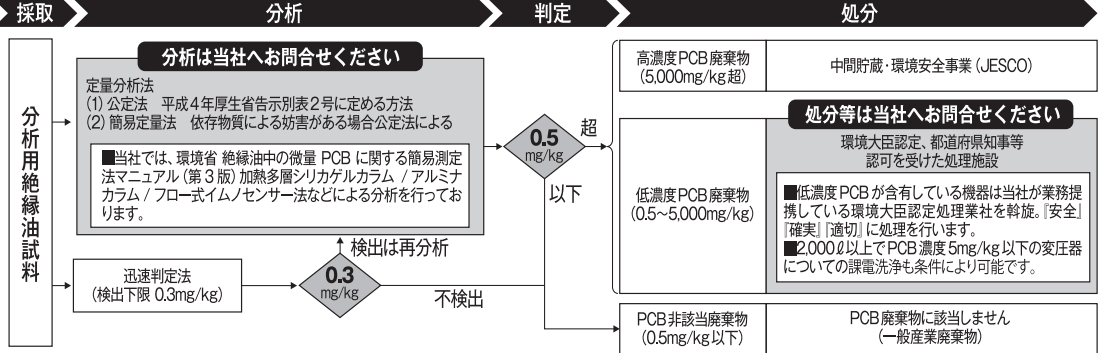 採取
分析
判定
処分
分析用絶縁油試料
分析は当社へお問合せください
定量分析法
(1) 公定法　平成4年厚生省告示別表2号に定める方法
(2) 簡易定量法　依存物質による妨害がある場合公定法による
■当社では、環境省 絶縁油中の微量 PCB に関する簡易測定
法マニュアル (第3版) 加熱多層シリカゲルカラム / アルミナ
カラム / フロー式イムノセンサー法などによる分析を行ってお
ります。
検出は再分析
迅速判定法
(検出下限 0.3mg/kg)
0.3
mg/kg
不検出
0.5
mg/kg
超
以下
高濃度PCB廃棄物
(5,000mg/kg超)
中間貯蔵・環境安全事業 (JESCO)
低濃度PCB廃棄物
(0.5~5,000mg/kg)
処分等は当社へお問合せください
環境大臣認定、都道府県知事等
認可を受けた処理施設
■低濃度PCBが含有している機器は当社が業務提
携している環境大臣認定処理業社を斡旋。『安全』
『確実』『適切』に処理を行います。
■2,000ℓ以上でPCB濃度5mg/kg以下の変圧器
についての課電洗浄も条件により可能です。
PCB非該当廃棄物
(0.5mg/kg以下)
PCB廃棄物に該当しません
(一般産業廃棄物)